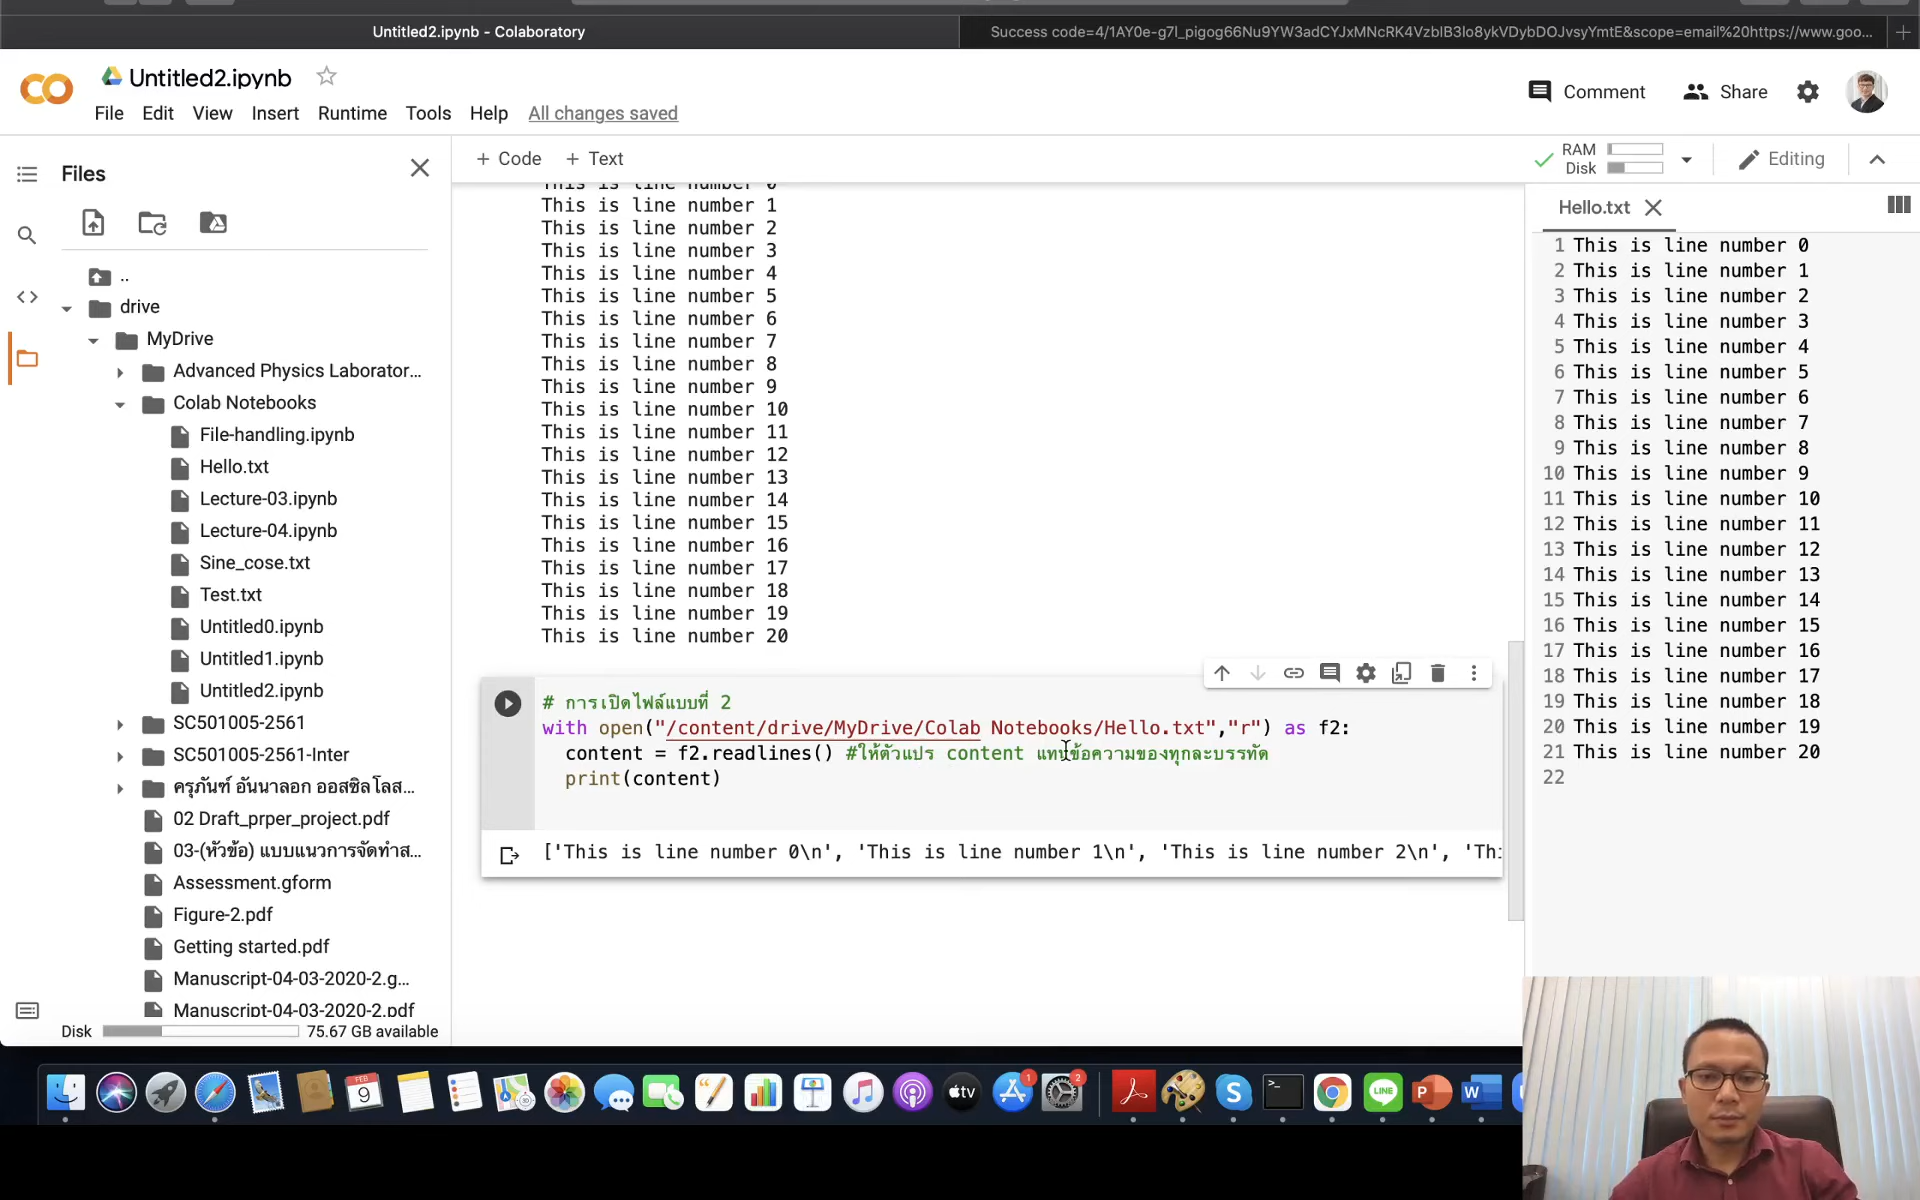 Untitled2.ipynb - Colaboratory
Success code=4/1AY0e-g7l_pigog66Nu9YW3adCYJxMNcRK4VzblB3lo8ykVDybDOJvsyYmtE&scope=email%20https://www.goo...
Untitled2.ipynb
Comment
Share
File Edit View Insert Runtime Tools Help All changes saved
Files
+ Code + Text
RAM
Disk
Editing
..
drive
MyDrive
Advanced Physics Laborator...
Colab Notebooks
File-handling.ipynb
Hello.txt
Lecture-03.ipynb
Lecture-04.ipynb
Sine_cose.txt
Test.txt
Untitled0.ipynb
Untitled1.ipynb
Untitled2.ipynb
SC501005-2561
SC501005-2561-Inter
ครุภัณฑ์ อันนาลอก ออสซิลโลส...
02 Draft_prper_project.pdf
03-(หัวข้อ) แบบแนวการจัดทำส...
Assessment.gform
Figure-2.pdf
Getting started.pdf
Manuscript-04-03-2020-2.g...
Manuscript-04-03-2020-2.pdf
Disk 75.67 GB available
This is line number 0
This is line number 1
This is line number 2
This is line number 3
This is line number 4
This is line number 5
This is line number 6
This is line number 7
This is line number 8
This is line number 9
This is line number 10
This is line number 11
This is line number 12
This is line number 13
This is line number 14
This is line number 15
This is line number 16
This is line number 17
This is line number 18
This is line number 19
This is line number 20
# การเปิดไฟล์แบบที่ 2
with open("/content/drive/MyDrive/Colab Notebooks/Hello.txt","r") as f2:
content = f2.readlines() #ให้ตัวแปร content แทนข้อความของทุกละบรรทัด
print(content)
['This is line number 0\n', 'This is line number 1\n', 'This is line number 2\n', 'Thi
Hello.txt
1 This is line number 0
2 This is line number 1
3 This is line number 2
4 This is line number 3
5 This is line number 4
6 This is line number 5
7 This is line number 6
8 This is line number 7
9 This is line number 8
10 This is line number 9
11 This is line number 10
12 This is line number 11
13 This is line number 12
14 This is line number 13
15 This is line number 14
16 This is line number 15
17 This is line number 16
18 This is line number 17
19 This is line number 18
20 This is line number 19
21 This is line number 20
22
FEB
9
tv
1
2
LINE